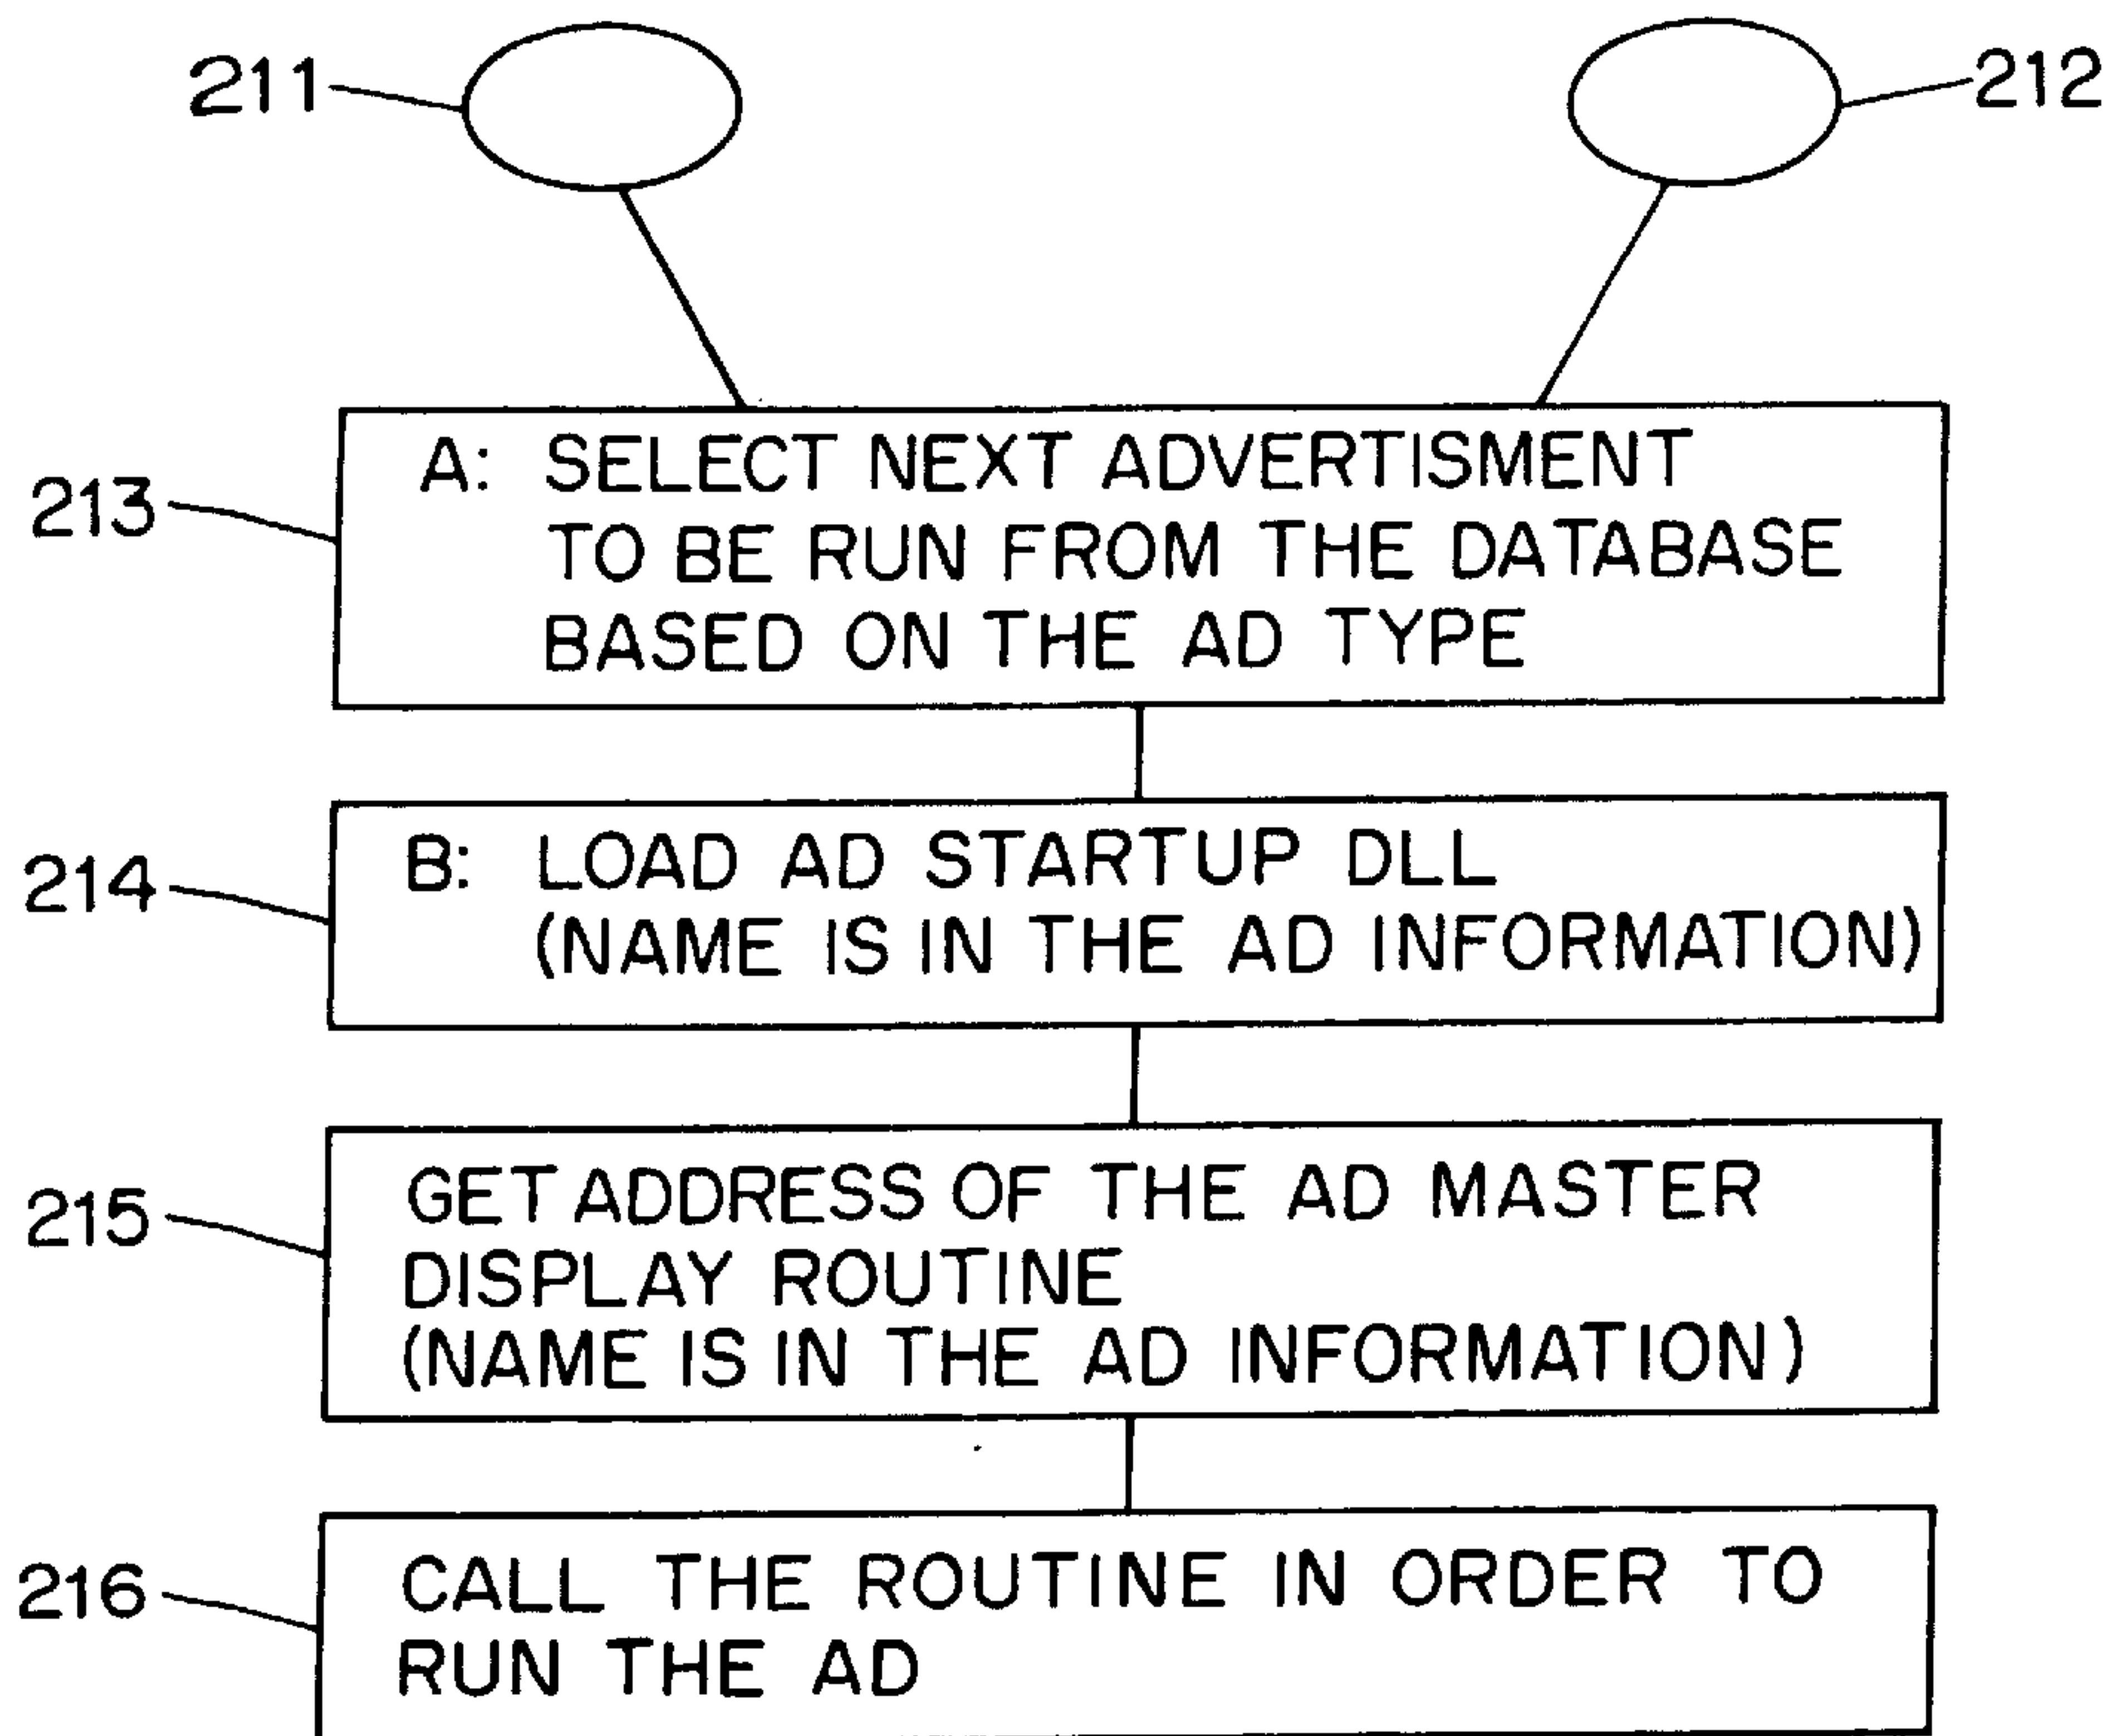 211
212
213
A: SELECT NEXT ADVERTISMENT
TO BE RUN FROM THE DATABASE
BASED ON THE AD TYPE
214
B: LOAD AD STARTUP DLL
(NAME IS IN THE AD INFORMATION)
215
GET ADDRESS OF THE AD MASTER
DISPLAY ROUTINE
(NAME IS IN THE AD INFORMATION)
216
CALL THE ROUTINE IN ORDER TO
RUN THE AD